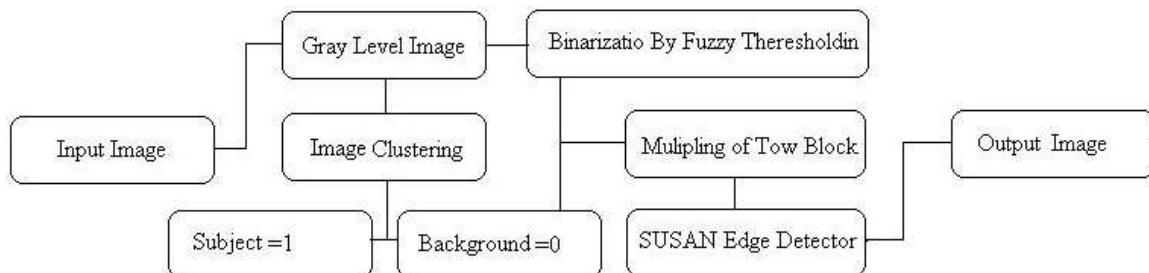 Gray Level Image
Binarizatio By Fuzzy Theresholdin
Input Image
Image Clustering
Mulipling of Tow Block
Output Image
Subject =1
Background =0
SUSAN Edge Detector